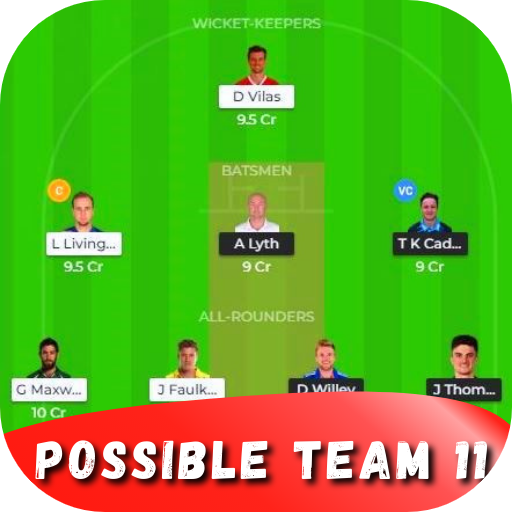 WICKET-KEEPERS
D Vilas
9.5 Cr
BATSMEN
C
VC
L Living...
A Lyth
T K Cad...
9.5 Cr
9 Cr
9 Cr
ALL-ROUNDERS
G Maxw...
J Faulk...
D Willey
J Thom...
10 Cr
POSSIBLE TEAM 11